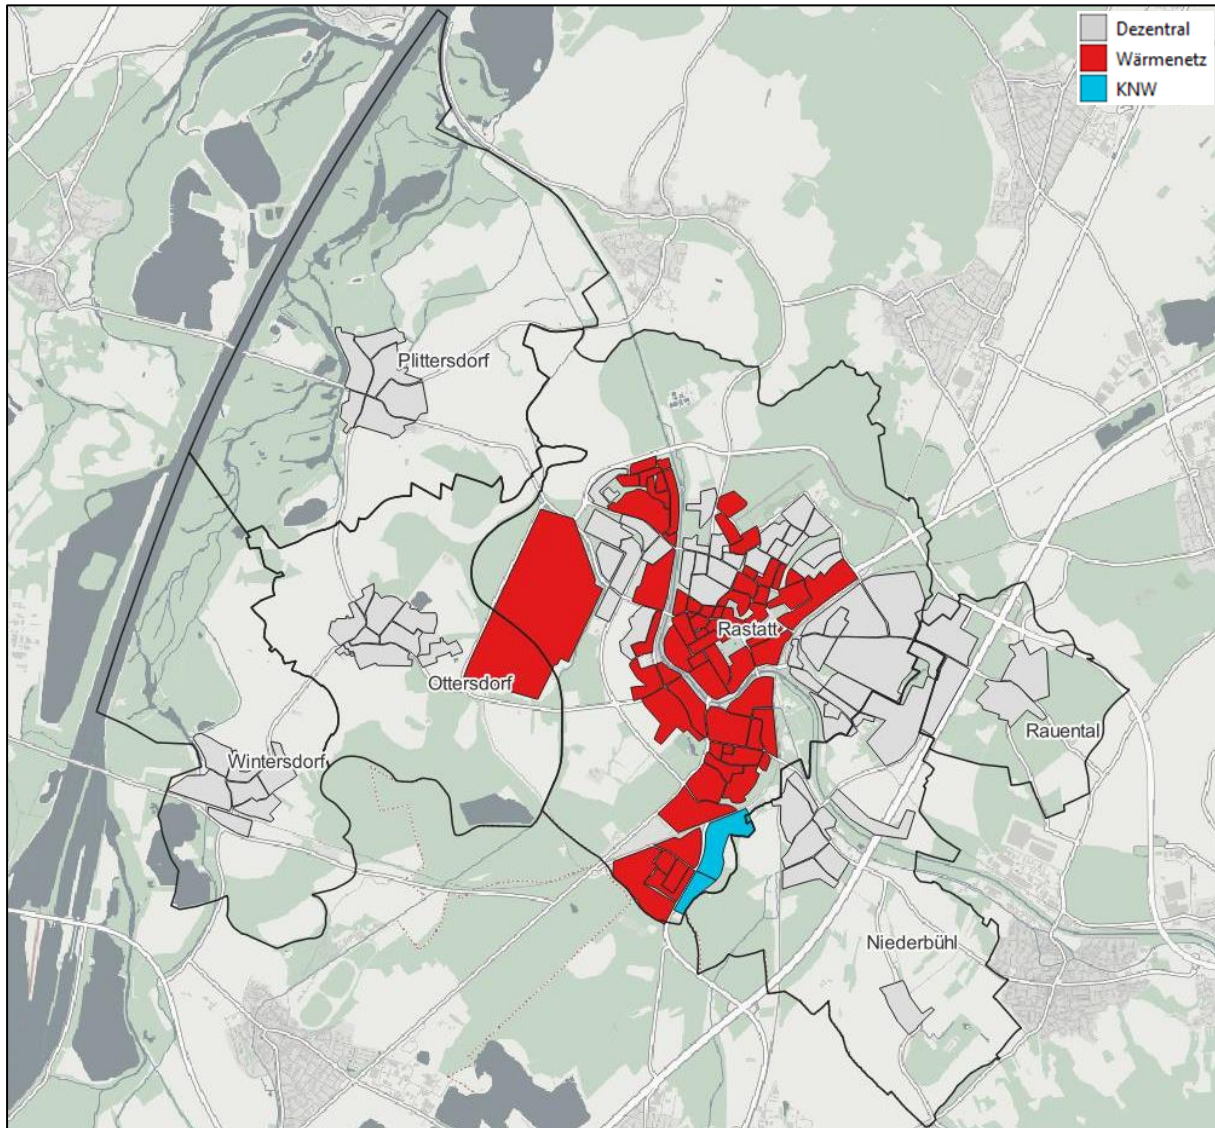 Dezentral
Wärmenetz
KNW
Plittersdorf
Rastatt
Ottersdorf
Rauental
Wintersdorf
Niederbühl